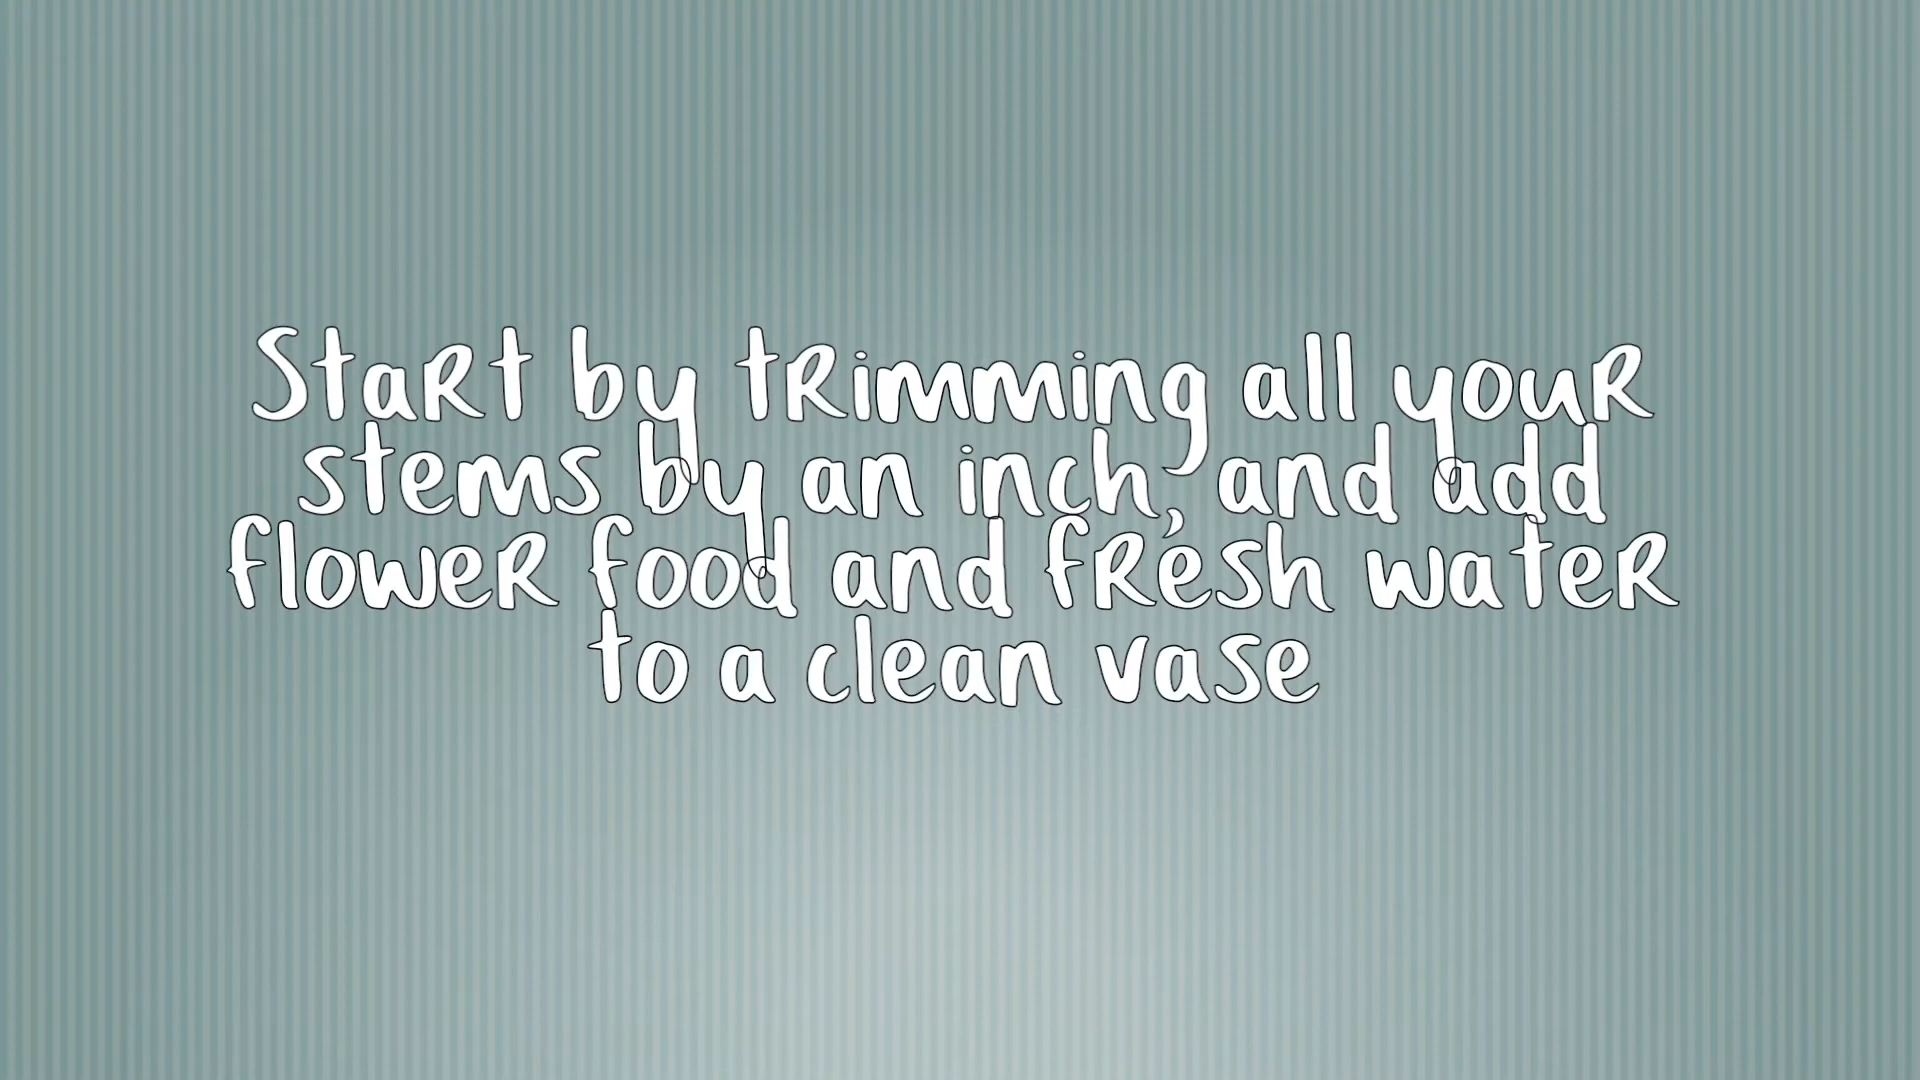 Start by trimming all your
stems by an inch, and add
flower food and fresh water
to a clean vase